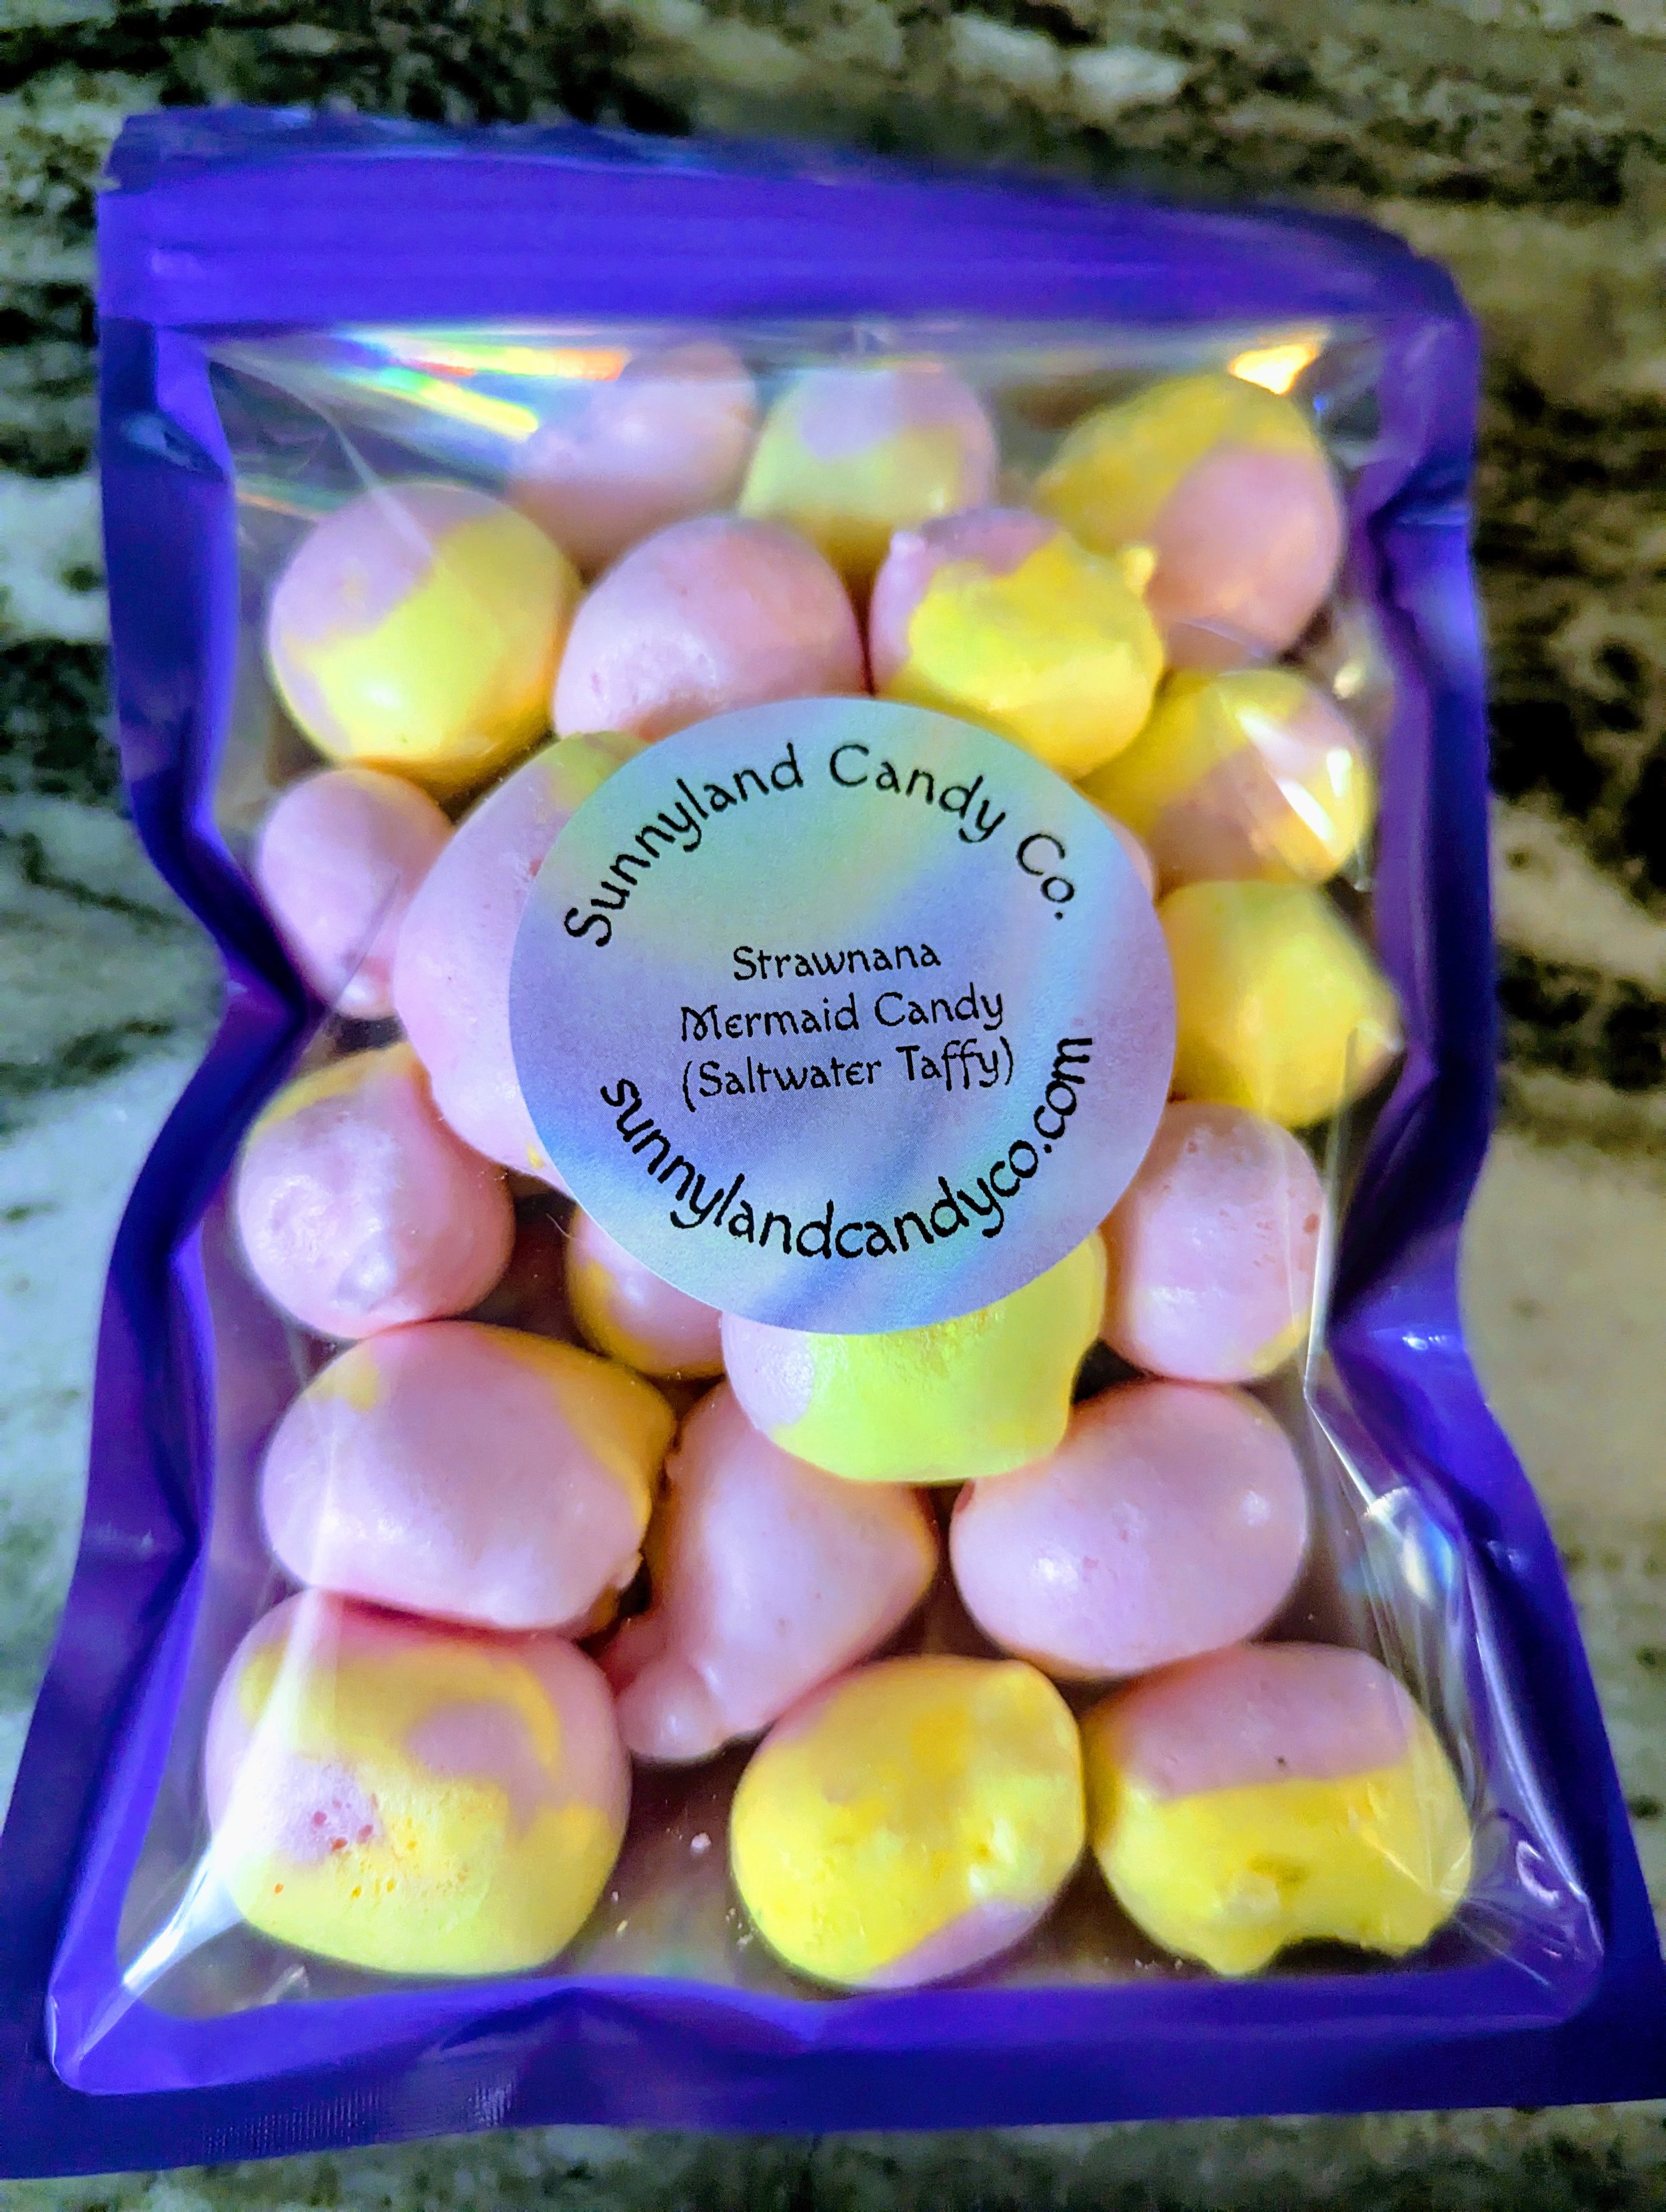 Sunnyland Candy Co.
Strawnana
Mermaid Candy
(Saltwater Taffy)
sunnylandcandyco.com